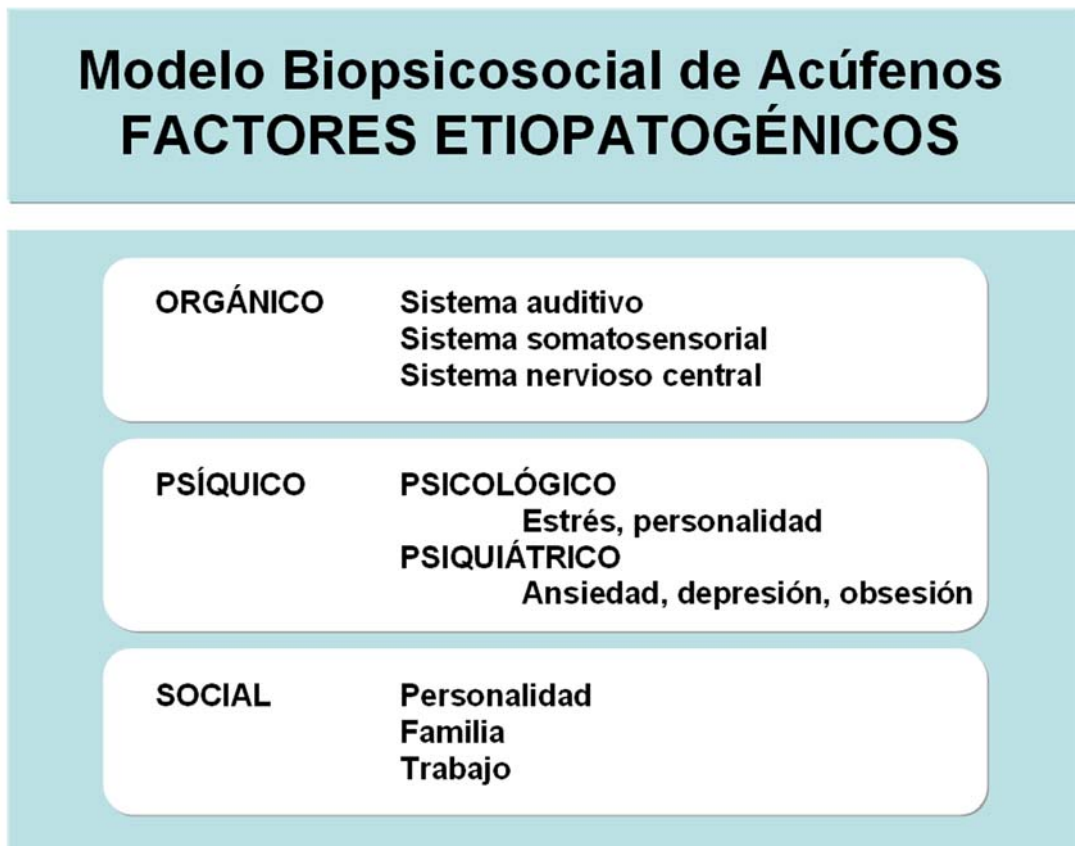 Modelo Biopsicosocial de Acúfenos
FACTORES ETIOPATOGÉNICOS
ORGÁNICO Sistema auditivo
Sistema somatosensorial
Sistema nervioso central
PSÍQUICO PSICOLÓGICO
Estrés, personalidad
PSIQUIÁTRICO
Ansiedad, depresión, obsesión
SOCIAL Personalidad
Familia
Trabajo